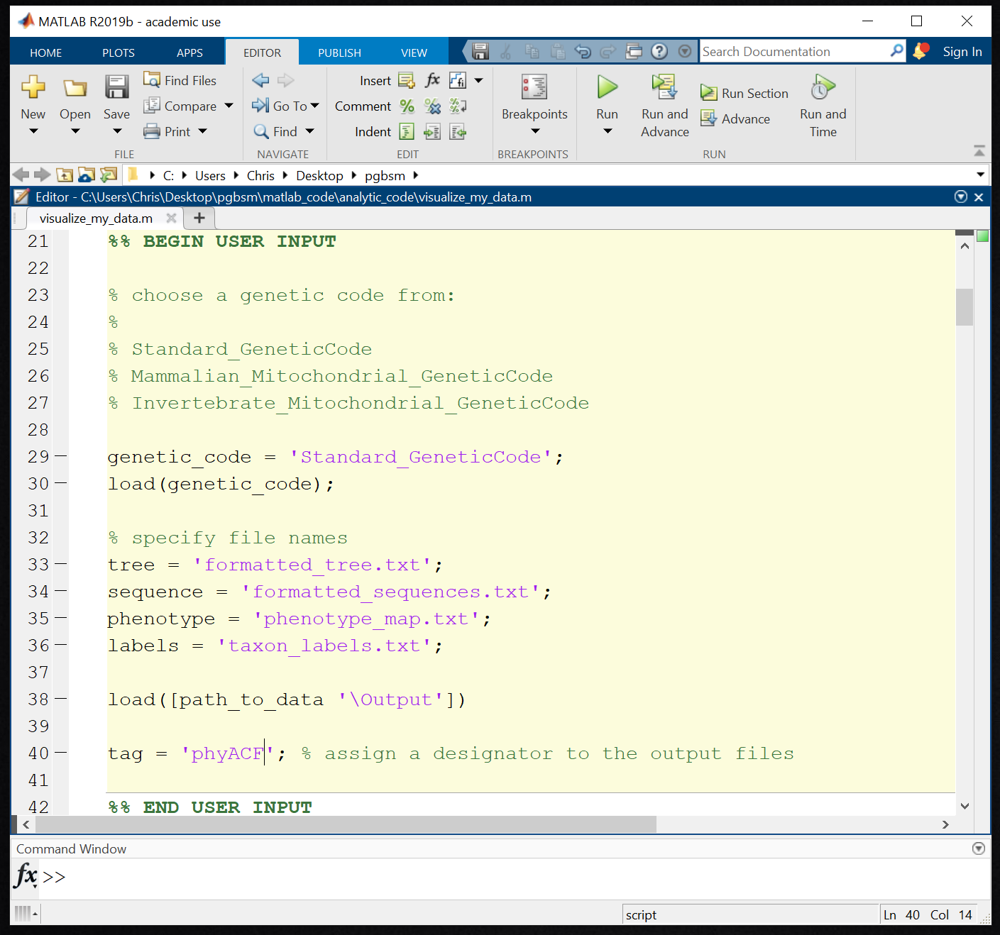 MATLAB R2019b - academic use
HOME PLOTS APPS EDITOR PUBLISH VIEW Search Documentation Sign In
New Open Save Find Files Compare Print
FILE
Go To Find
NAVIGATE
Insert fx fi
Comment % % %
Indent
EDIT
Breakpoints
BREAKPOINTS
Run Run and Advance Run Section Advance Run and Time
RUN
C: Users Chris Desktop pgbsm
Editor - C:\Users\Chris\Desktop\pgbsm\matlab_code\analytic_code\visualize_my_data.m
visualize_my_data.m +
21 %% BEGIN USER INPUT
22
23 % choose a genetic code from:
24 %
25 % Standard_GeneticCode
26 % Mammalian_Mitochondrial_GeneticCode
27 % Invertebrate_Mitochondrial_GeneticCode
28
29 – genetic_code = 'Standard_GeneticCode';
30 – load(genetic_code);
31
32 % specify file names
33 – tree = 'formatted_tree.txt';
34 – sequence = 'formatted_sequences.txt';
35 – phenotype = 'phenotype_map.txt';
36 – labels = 'taxon_labels.txt';
37
38 – load([path_to_data '\Output'])
39
40 – tag = 'phyACF'; % assign a designator to the output files
41
42 %% END USER INPUT
Command Window
fx >>
script Ln 40 Col 14